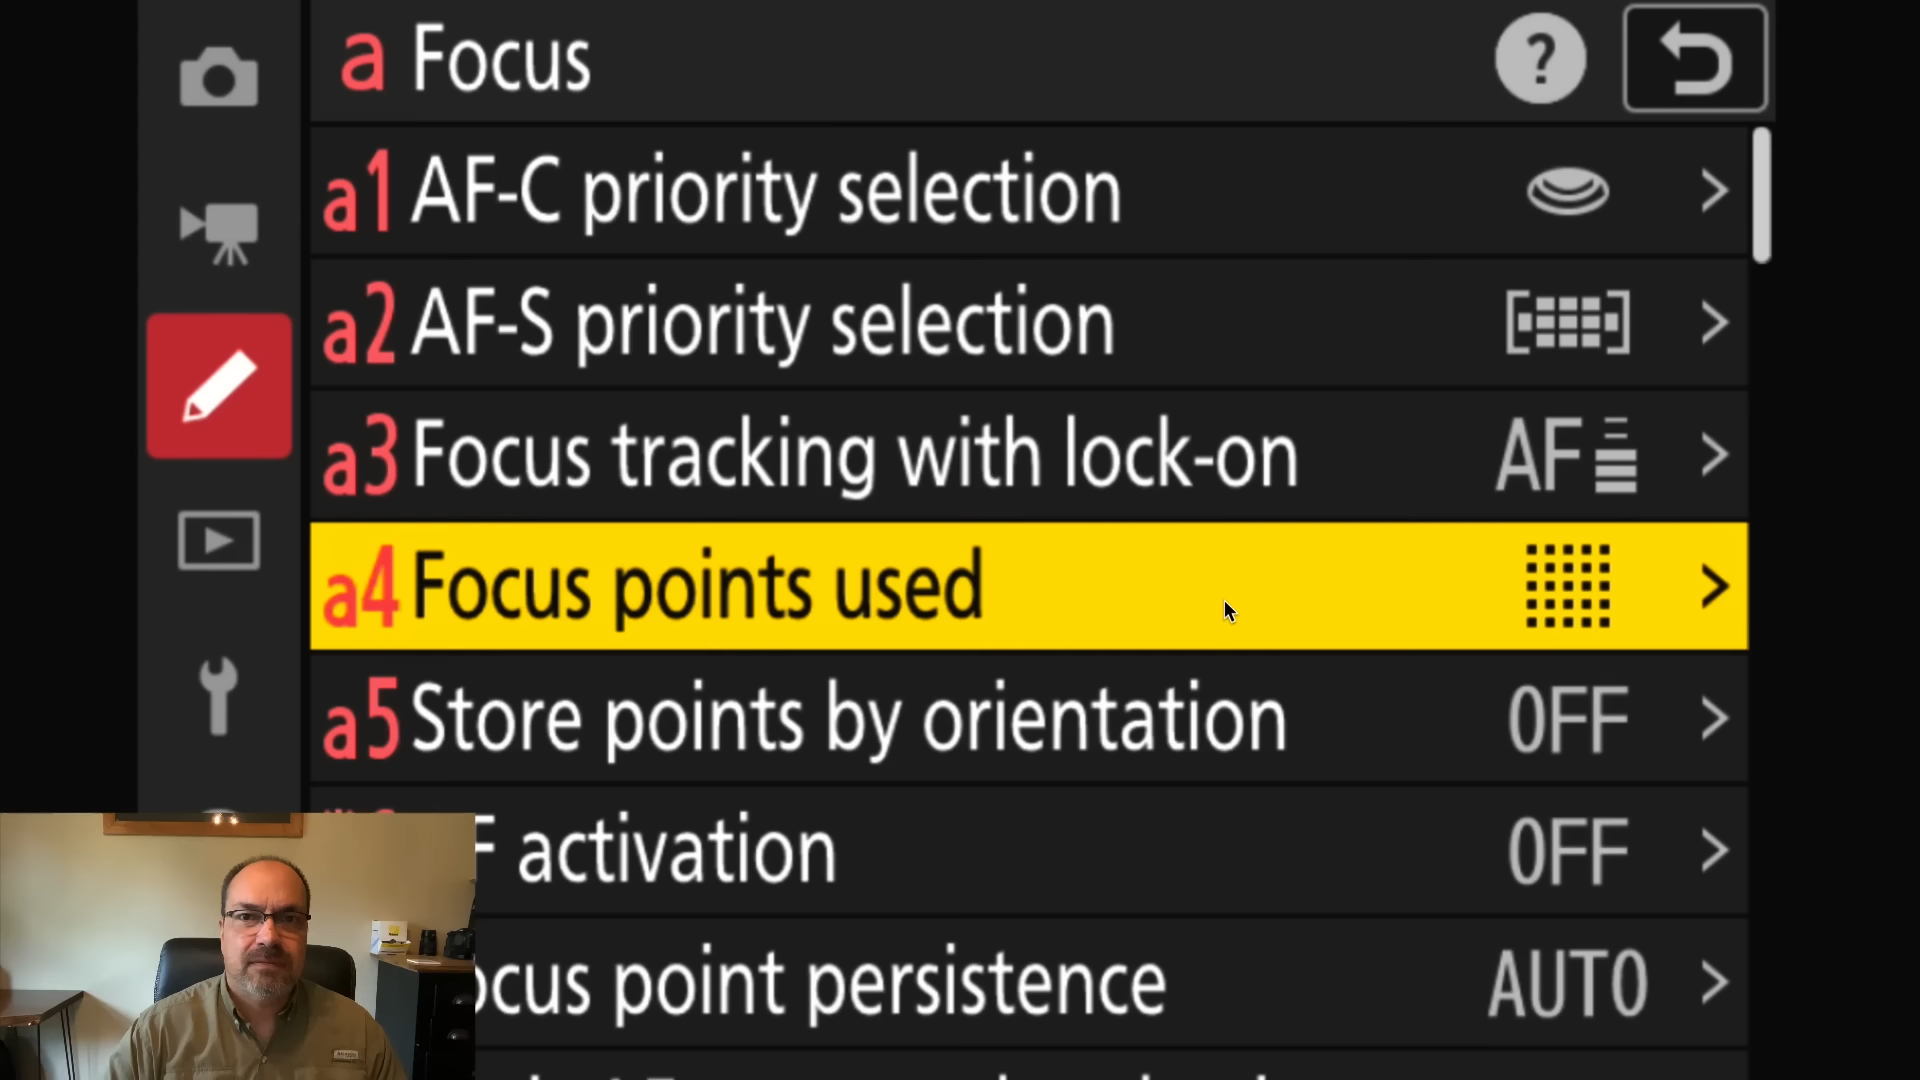 a Focus ?
a1 AF-C priority selection >
a2 AF-S priority selection >
a3 Focus tracking with lock-on AF >
a4 Focus points used >
a5 Store points by orientation OFF >
F activation OFF >
ocus point persistence AUTO >